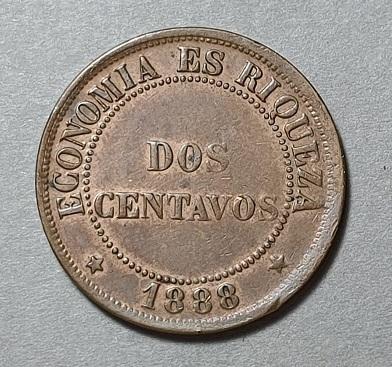 ECONOMIA ES RIQUEZA
DOS
CENTAVOS
1888